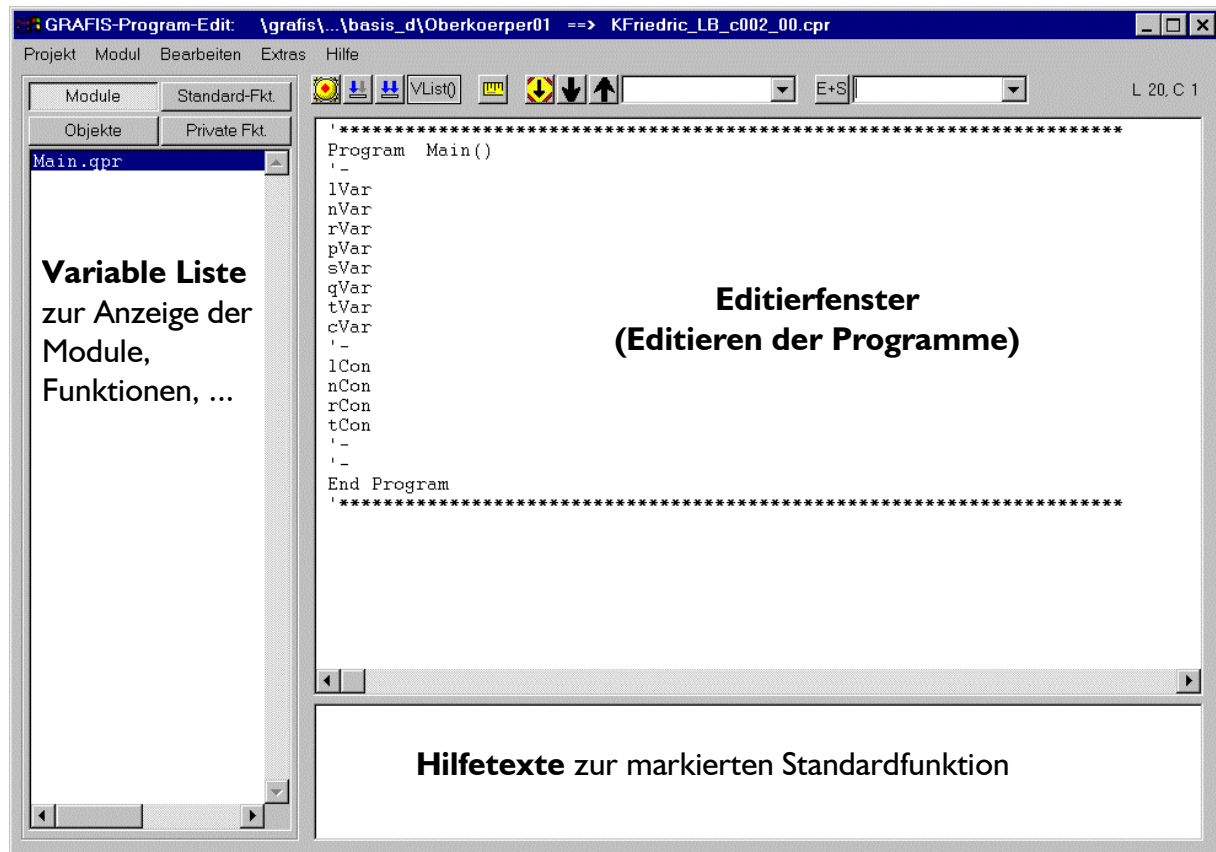 GRAFIS-Program-Edit: \grafis\...\basis_d\Oberkoerper01 ==> KFriedric_LB_c002_00.cpr
Projekt Modul Bearbeiten Extras Hilfe
Module Standard-Fkt.
Objekte Private Fkt.
VList() E+S L 20, C 1
Main.gpr
Variable Liste
zur Anzeige der
Module,
Funktionen, ...
'***********************************************************************
Program Main()
'-
lVar
nVar
rVar
pVar
sVar
qVar
tVar
cVar
'-
lCon
nCon
rCon
tCon
'-
'-
End Program
'***********************************************************************
Editierfenster
(Editieren der Programme)
Hilfetexte zur markierten Standardfunktion